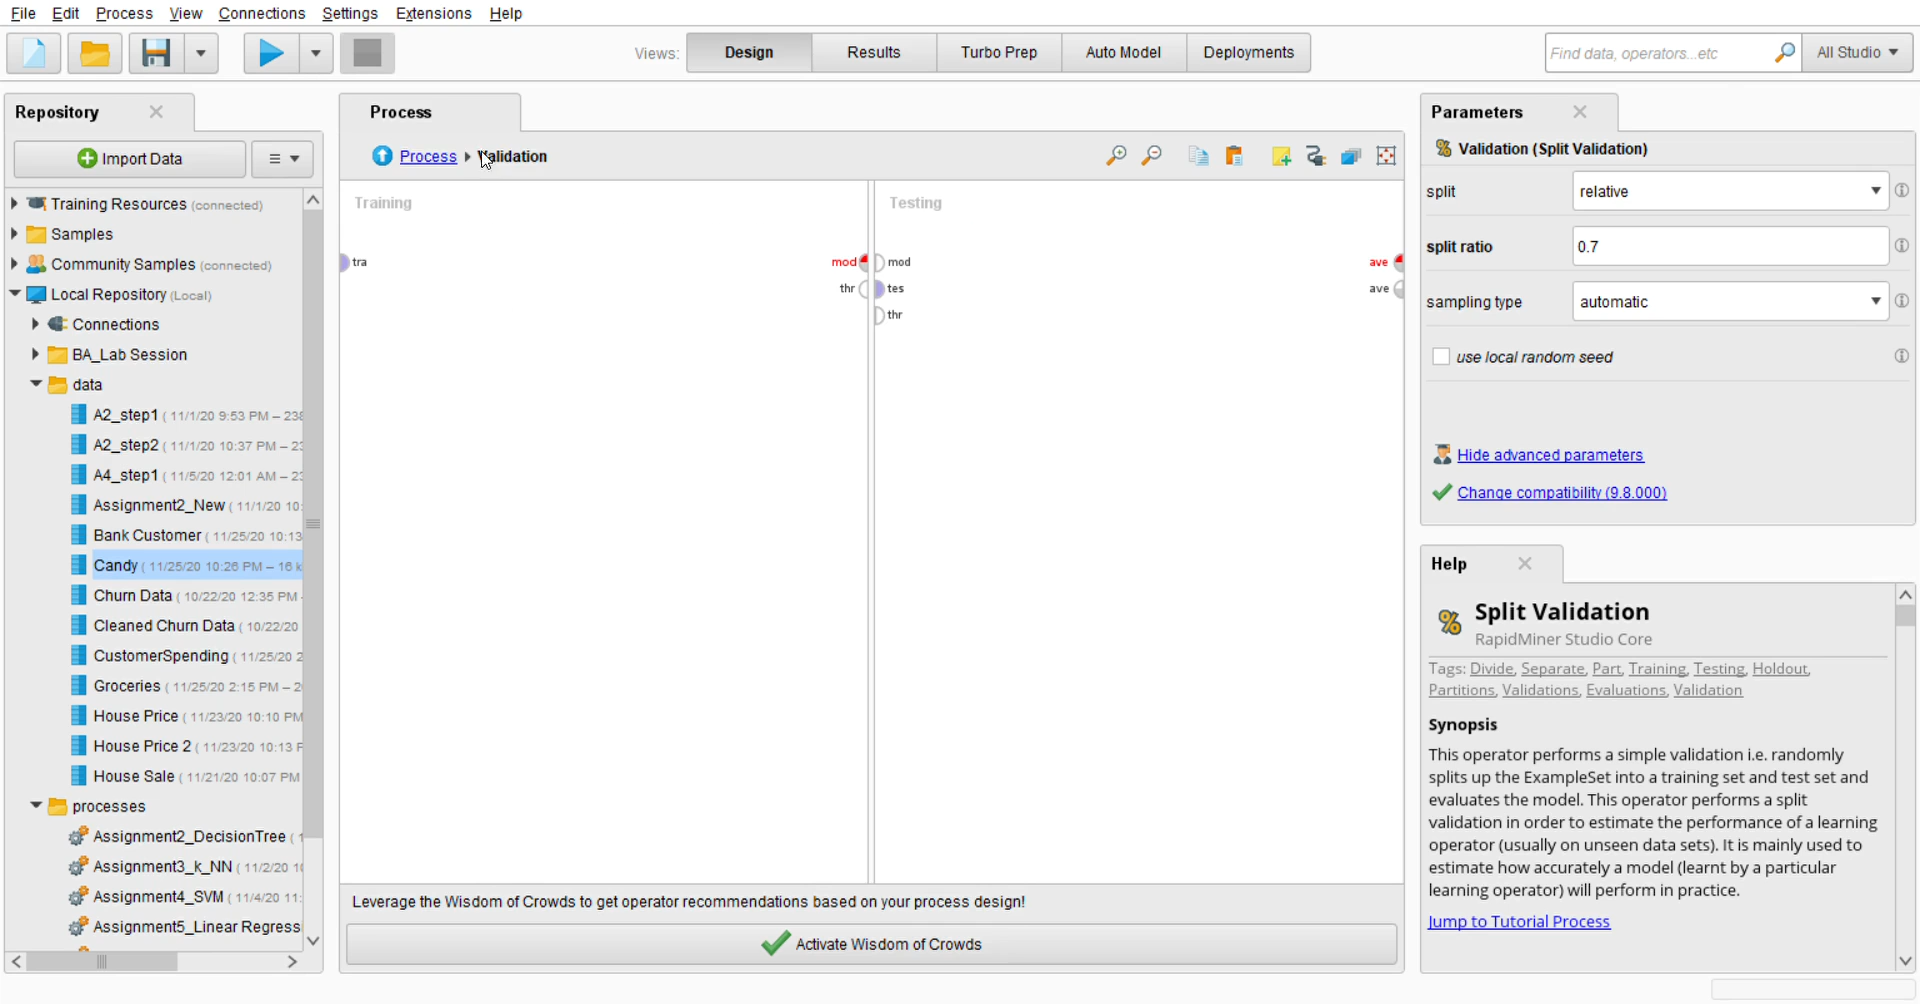 File Edit Process View Connections Settings Extensions Help
Views: Design Results Turbo Prep Auto Model Deployments
Find data, operators...etc
All Studio
Repository
Import Data
Training Resources (connected)
Samples
Community Samples (connected)
Local Repository (Local)
Connections
BA_Lab Session
data
A2_step1 ( 11/1/20 9:53 PM – 238
A2_step2 ( 11/1/20 10:37 PM – 23
A4_step1 ( 11/5/20 12:01 AM – 23
Assignment2_New ( 11/1/20 10:
Bank Customer ( 11/25/20 10:13
Candy ( 11/25/20 10:26 PM – 16 k
Churn Data ( 10/22/20 12:35 PM -
Cleaned Churn Data ( 10/22/20
CustomerSpending ( 11/25/20 2
Groceries ( 11/25/20 2:15 PM – 2
House Price ( 11/23/20 10:10 PM
House Price 2 ( 11/23/20 10:13 P
House Sale ( 11/21/20 10:07 PM
processes
Assignment2_DecisionTree ( 1
Assignment3_k_NN ( 11/2/20 10
Assignment4_SVM ( 11/4/20 11:
Assignment5_Linear Regress
Process
Process Validation
Training
tra
mod
thr
Testing
mod
tes
thr
ave
ave
Leverage the Wisdom of Crowds to get operator recommendations based on your process design!
Activate Wisdom of Crowds
Parameters
% Validation (Split Validation)
split relative
split ratio 0.7
sampling type automatic
use local random seed
Hide advanced parameters
Change compatibility (9.8.000)
Help
% Split Validation
RapidMiner Studio Core
Tags: Divide, Separate, Part, Training, Testing, Holdout,
Partitions, Validations, Evaluations, Validation
Synopsis
This operator performs a simple validation i.e. randomly
splits up the ExampleSet into a training set and test set and
evaluates the model. This operator performs a split
validation in order to estimate the performance of a learning
operator (usually on unseen data sets). It is mainly used to
estimate how accurately a model (learnt by a particular
learning operator) will perform in practice.
Jump to Tutorial Process